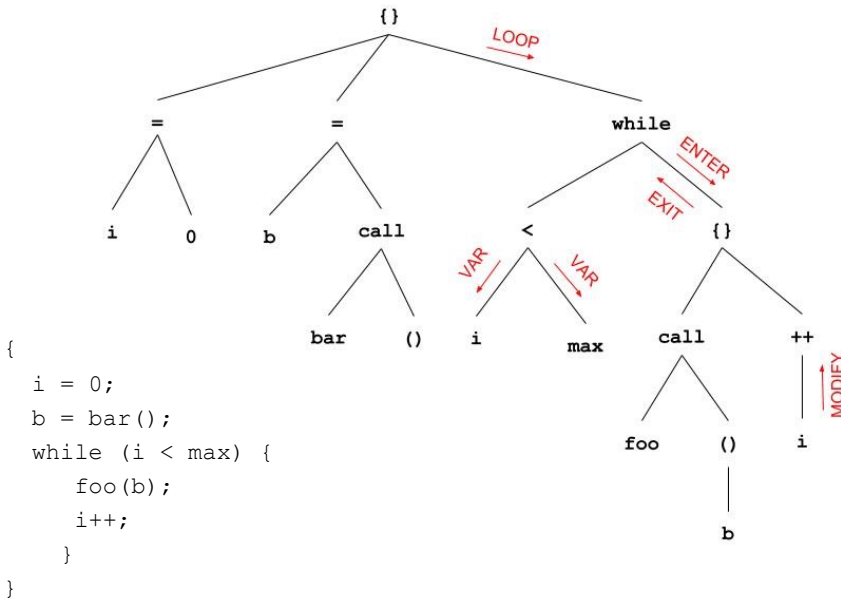 {}
LOOP
= = while
ENTER
EXIT
i 0 b call < {}
VAR VAR
bar () i max call ++
MODIFY
foo () i
b
{
i = 0;
b = bar();
while (i < max) {
foo(b);
i++;
}
}